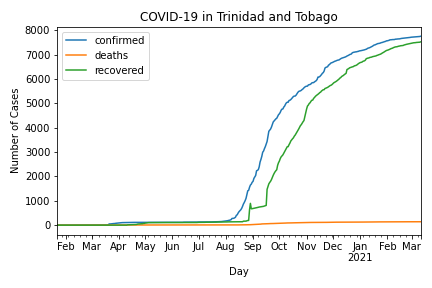 COVID-19 in Trinidad and Tobago
confirmed
deaths
recovered
Number of Cases
8000
7000
6000
5000
4000
3000
2000
1000
0
Feb Mar Apr May Jun Jul Aug Sep Oct Nov Dec Jan Feb Mar
2021
Day